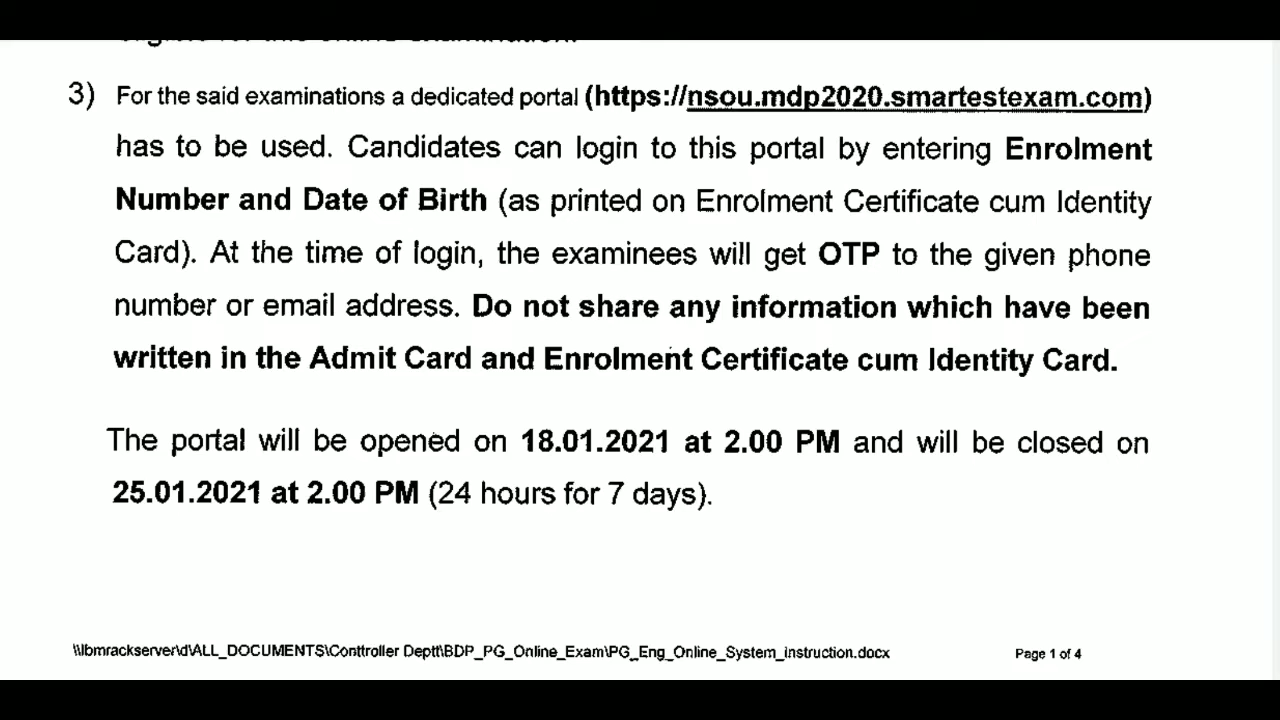 eligible for this online examination.
3) For the said examinations a dedicated portal (https://nsou.mdp2020.smartestexam.com)
has to be used. Candidates can login to this portal by entering Enrolment
Number and Date of Birth (as printed on Enrolment Certificate cum Identity
Card). At the time of login, the examinees will get OTP to the given phone
number or email address. Do not share any information which have been
written in the Admit Card and Enrolment Certificate cum Identity Card.
The portal will be opened on 18.01.2021 at 2.00 PM and will be closed on
25.01.2021 at 2.00 PM (24 hours for 7 days).
\\Ibmrackserver\d\ALL_DOCUMENTS\Conttroller Deptt\BDP_PG_Online_Exam\PG_Eng_Online_System_instruction.docx Page 1 of 4